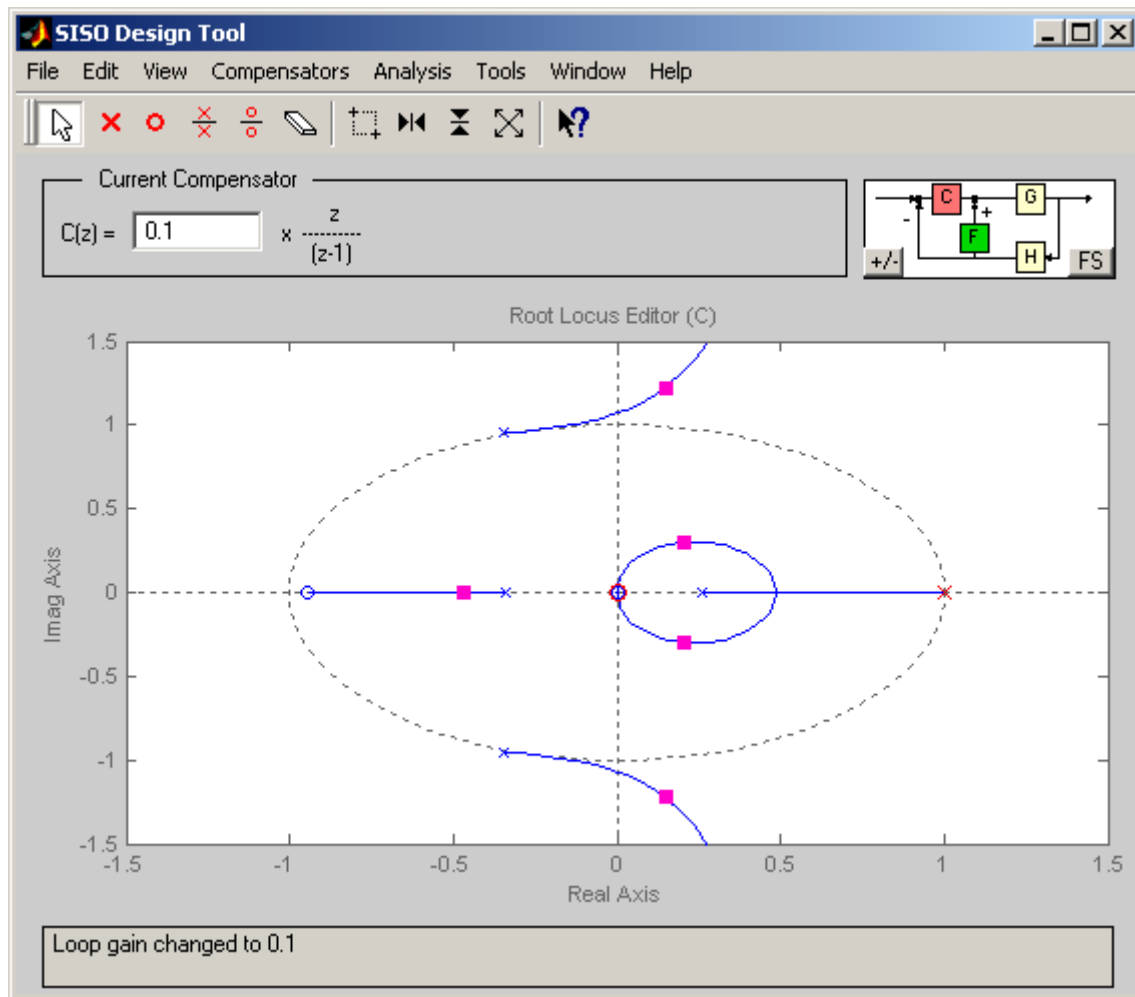 SISO Design Tool
File Edit View Compensators Analysis Tools Window Help
Current Compensator
C(z) = 0.1 x z
(z-1)
C G
- +
F
H
+/- FS
Root Locus Editor (C)
1.5
1
0.5
0
-0.5
-1
-1.5
Imag Axis
-1.5 -1 -0.5 0 0.5 1 1.5
Real Axis
Loop gain changed to 0.1